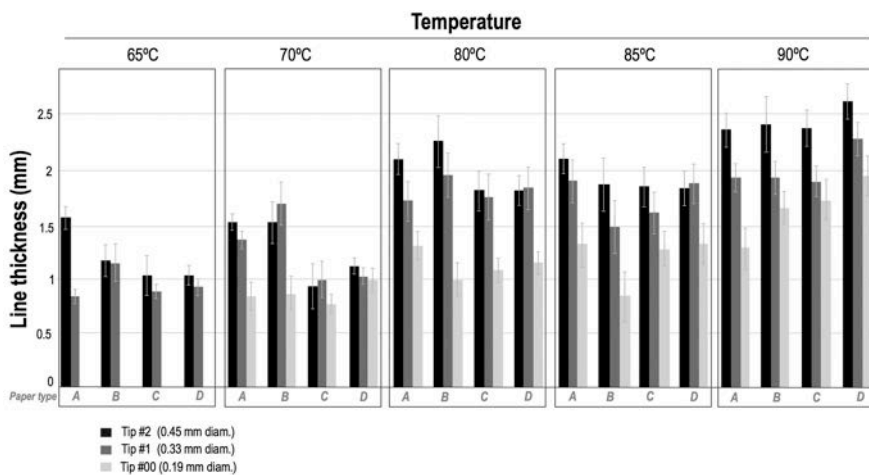 Temperature
65ºC 70ºC 80ºC 85ºC 90ºC
Line thickness (mm)
2.5
2
1.5
1
0.5
0
Paper type A B C D A B C D A B C D A B C D A B C D
Tip #2 (0.45 mm diam.)
Tip #1 (0.33 mm diam.)
Tip #00 (0.19 mm diam.)